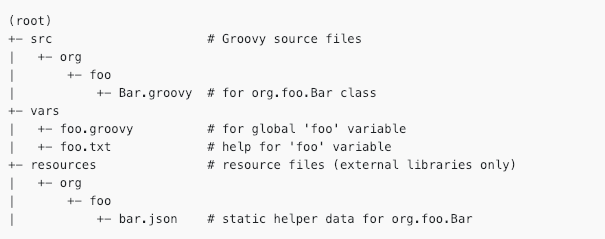 (root)
+- src                     # Groovy source files
|   +- org
|       +- foo
|           +- Bar.groovy  # for org.foo.Bar class
+- vars
|   +- foo.groovy          # for global 'foo' variable
|   +- foo.txt             # help for 'foo' variable
+- resources               # resource files (external libraries only)
|   +- org
|       +- foo
|           +- bar.json    # static helper data for org.foo.Bar